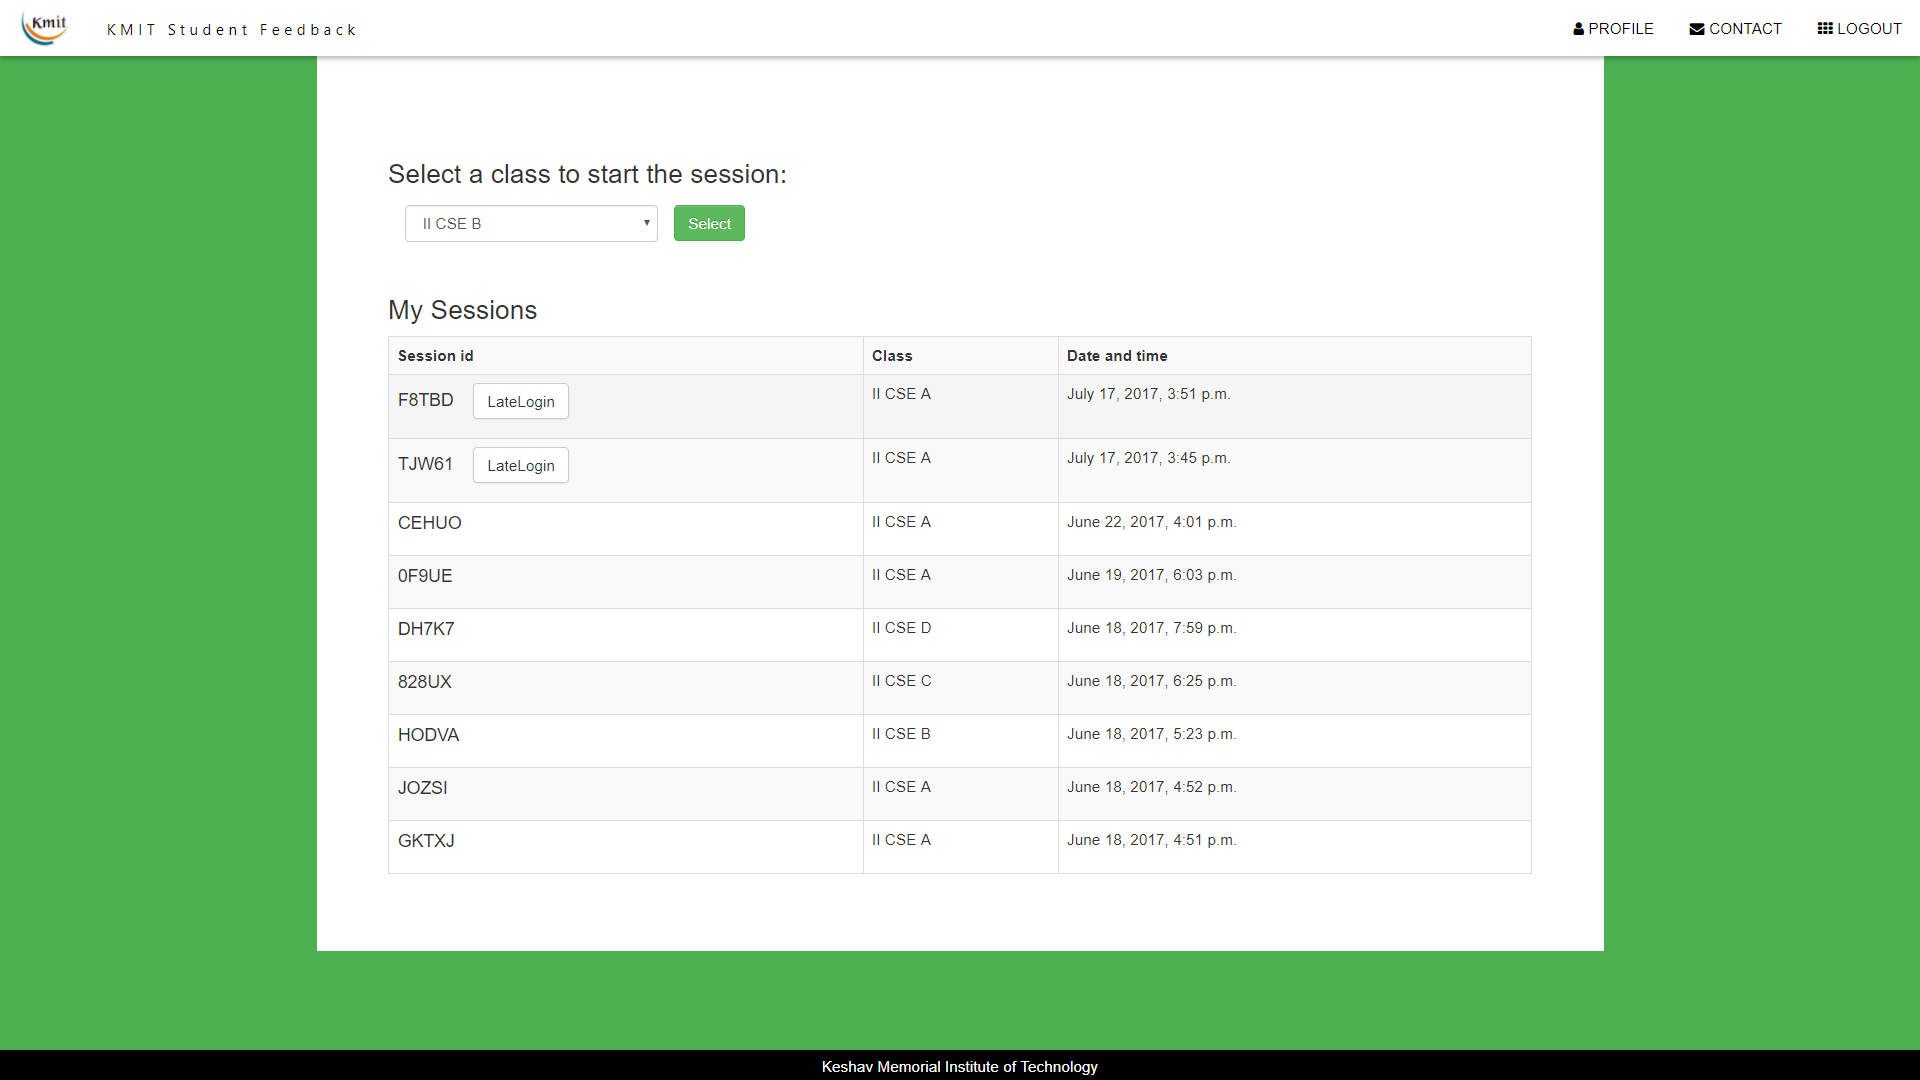 Kmit
KMIT Student Feedback
PROFILE
CONTACT
LOGOUT
Select a class to start the session:
II CSE B
Select
My Sessions
Session id Class Date and time
F8TBD LateLogin II CSE A July 17, 2017, 3:51 p.m.
TJW61 LateLogin II CSE A July 17, 2017, 3:45 p.m.
CEHUO II CSE A June 22, 2017, 4:01 p.m.
0F9UE II CSE A June 19, 2017, 6:03 p.m.
DH7K7 II CSE D June 18, 2017, 7:59 p.m.
828UX II CSE C June 18, 2017, 6:25 p.m.
HODVA II CSE B June 18, 2017, 5:23 p.m.
JOZSI II CSE A June 18, 2017, 4:52 p.m.
GKTXJ II CSE A June 18, 2017, 4:51 p.m.
Keshav Memorial Institute of Technology